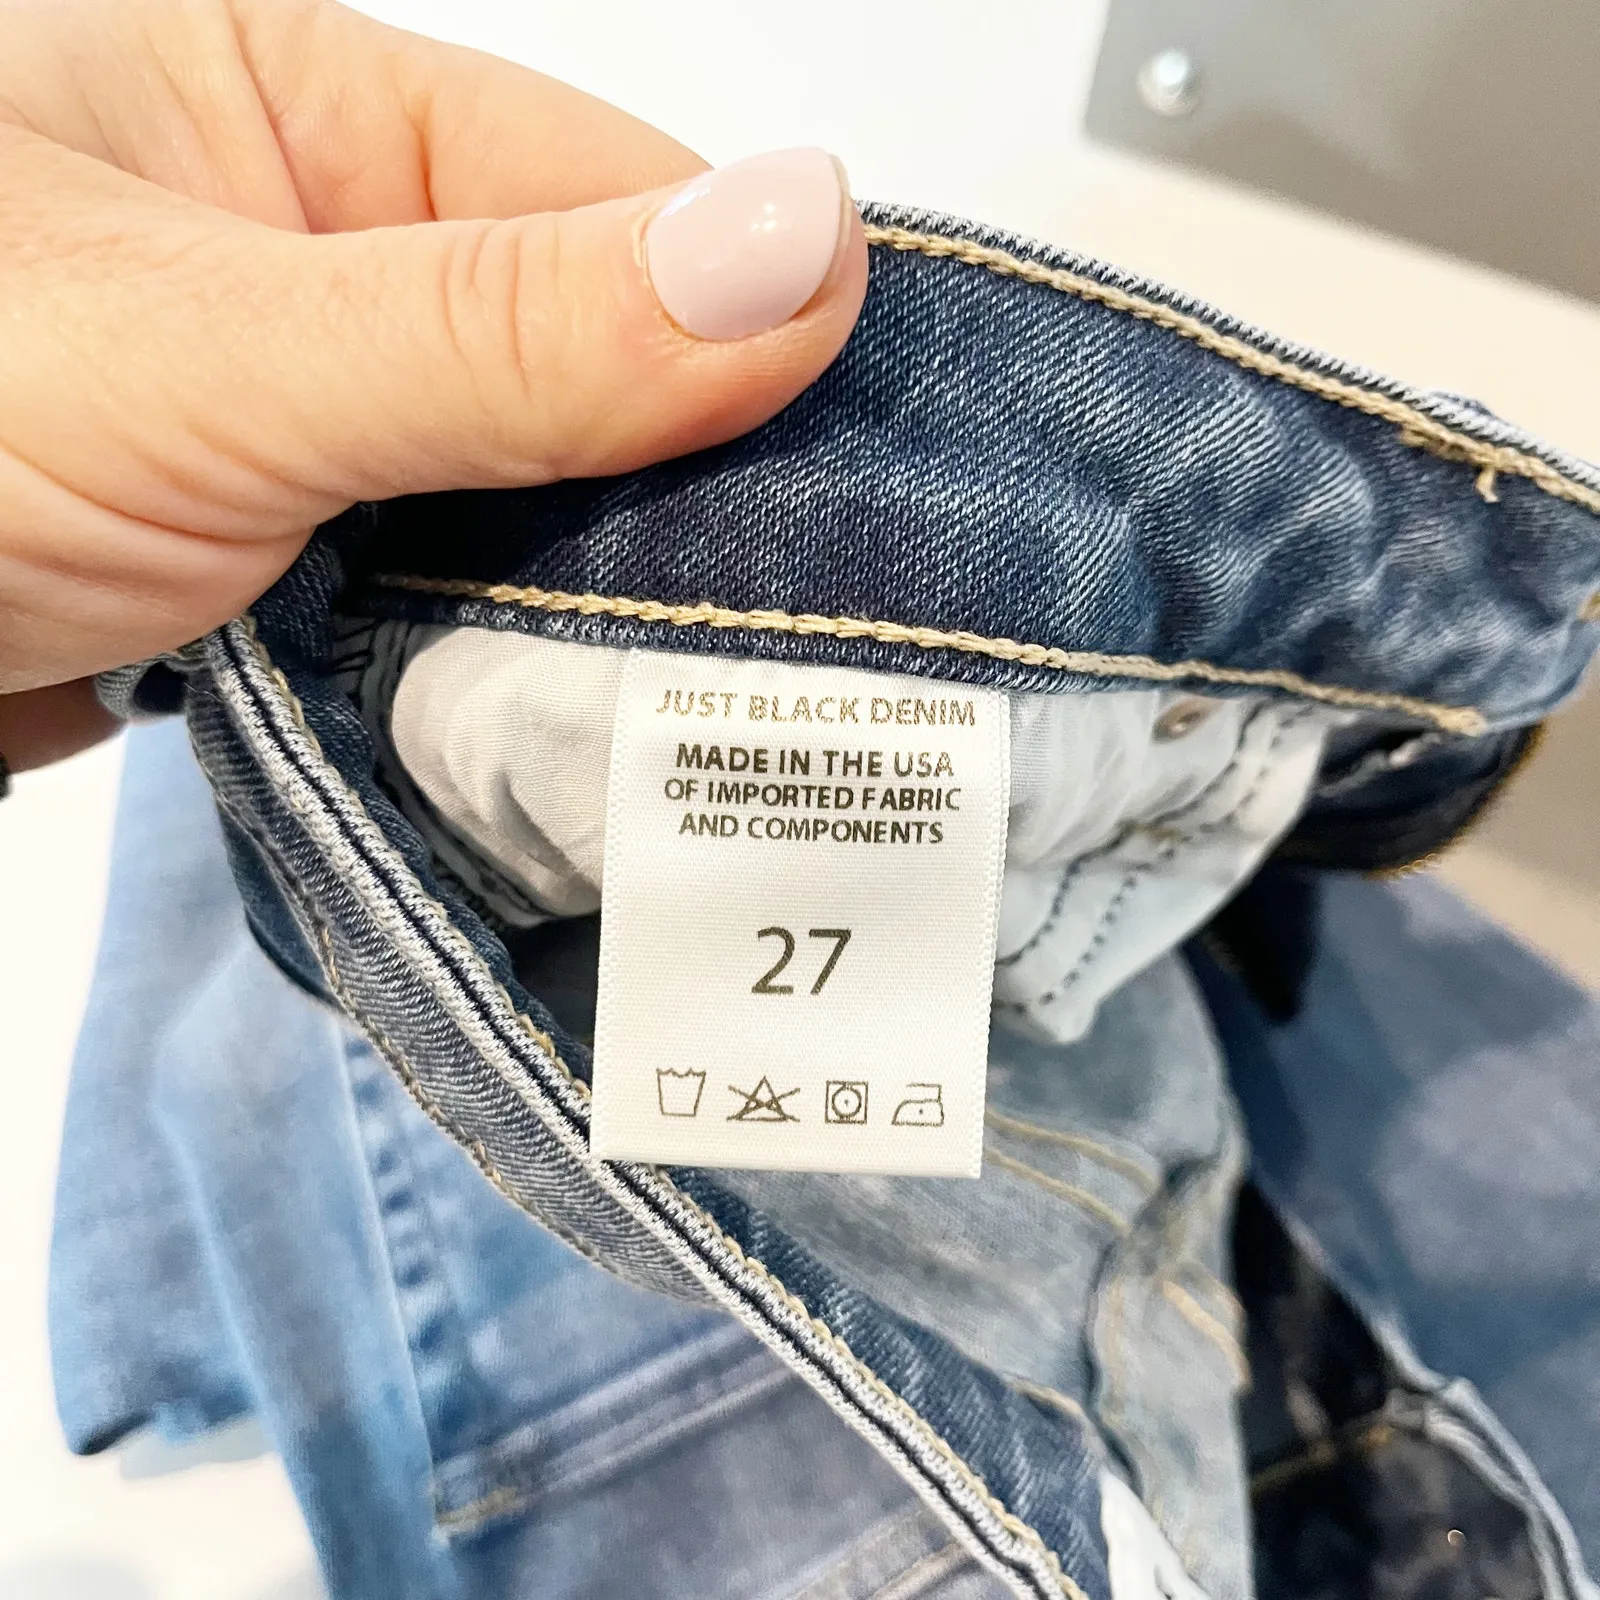 JUST BLACK DENIM
MADE IN THE USA
OF IMPORTED FABRIC
AND COMPONENTS
27